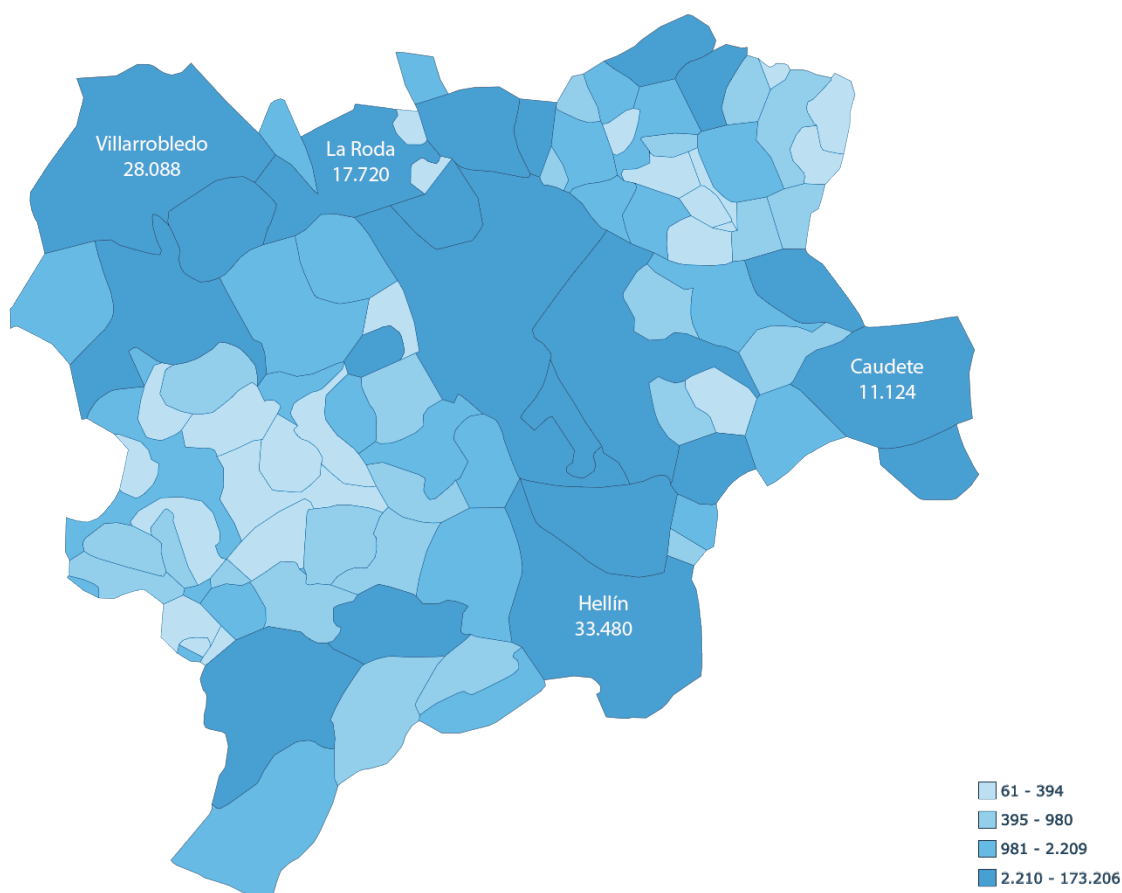 Villarrobledo
28.088
La Roda
17.720
Caudete
11.124
Hellín
33.480
61 - 394
395 - 980
981 - 2.209
2.210 - 173.206